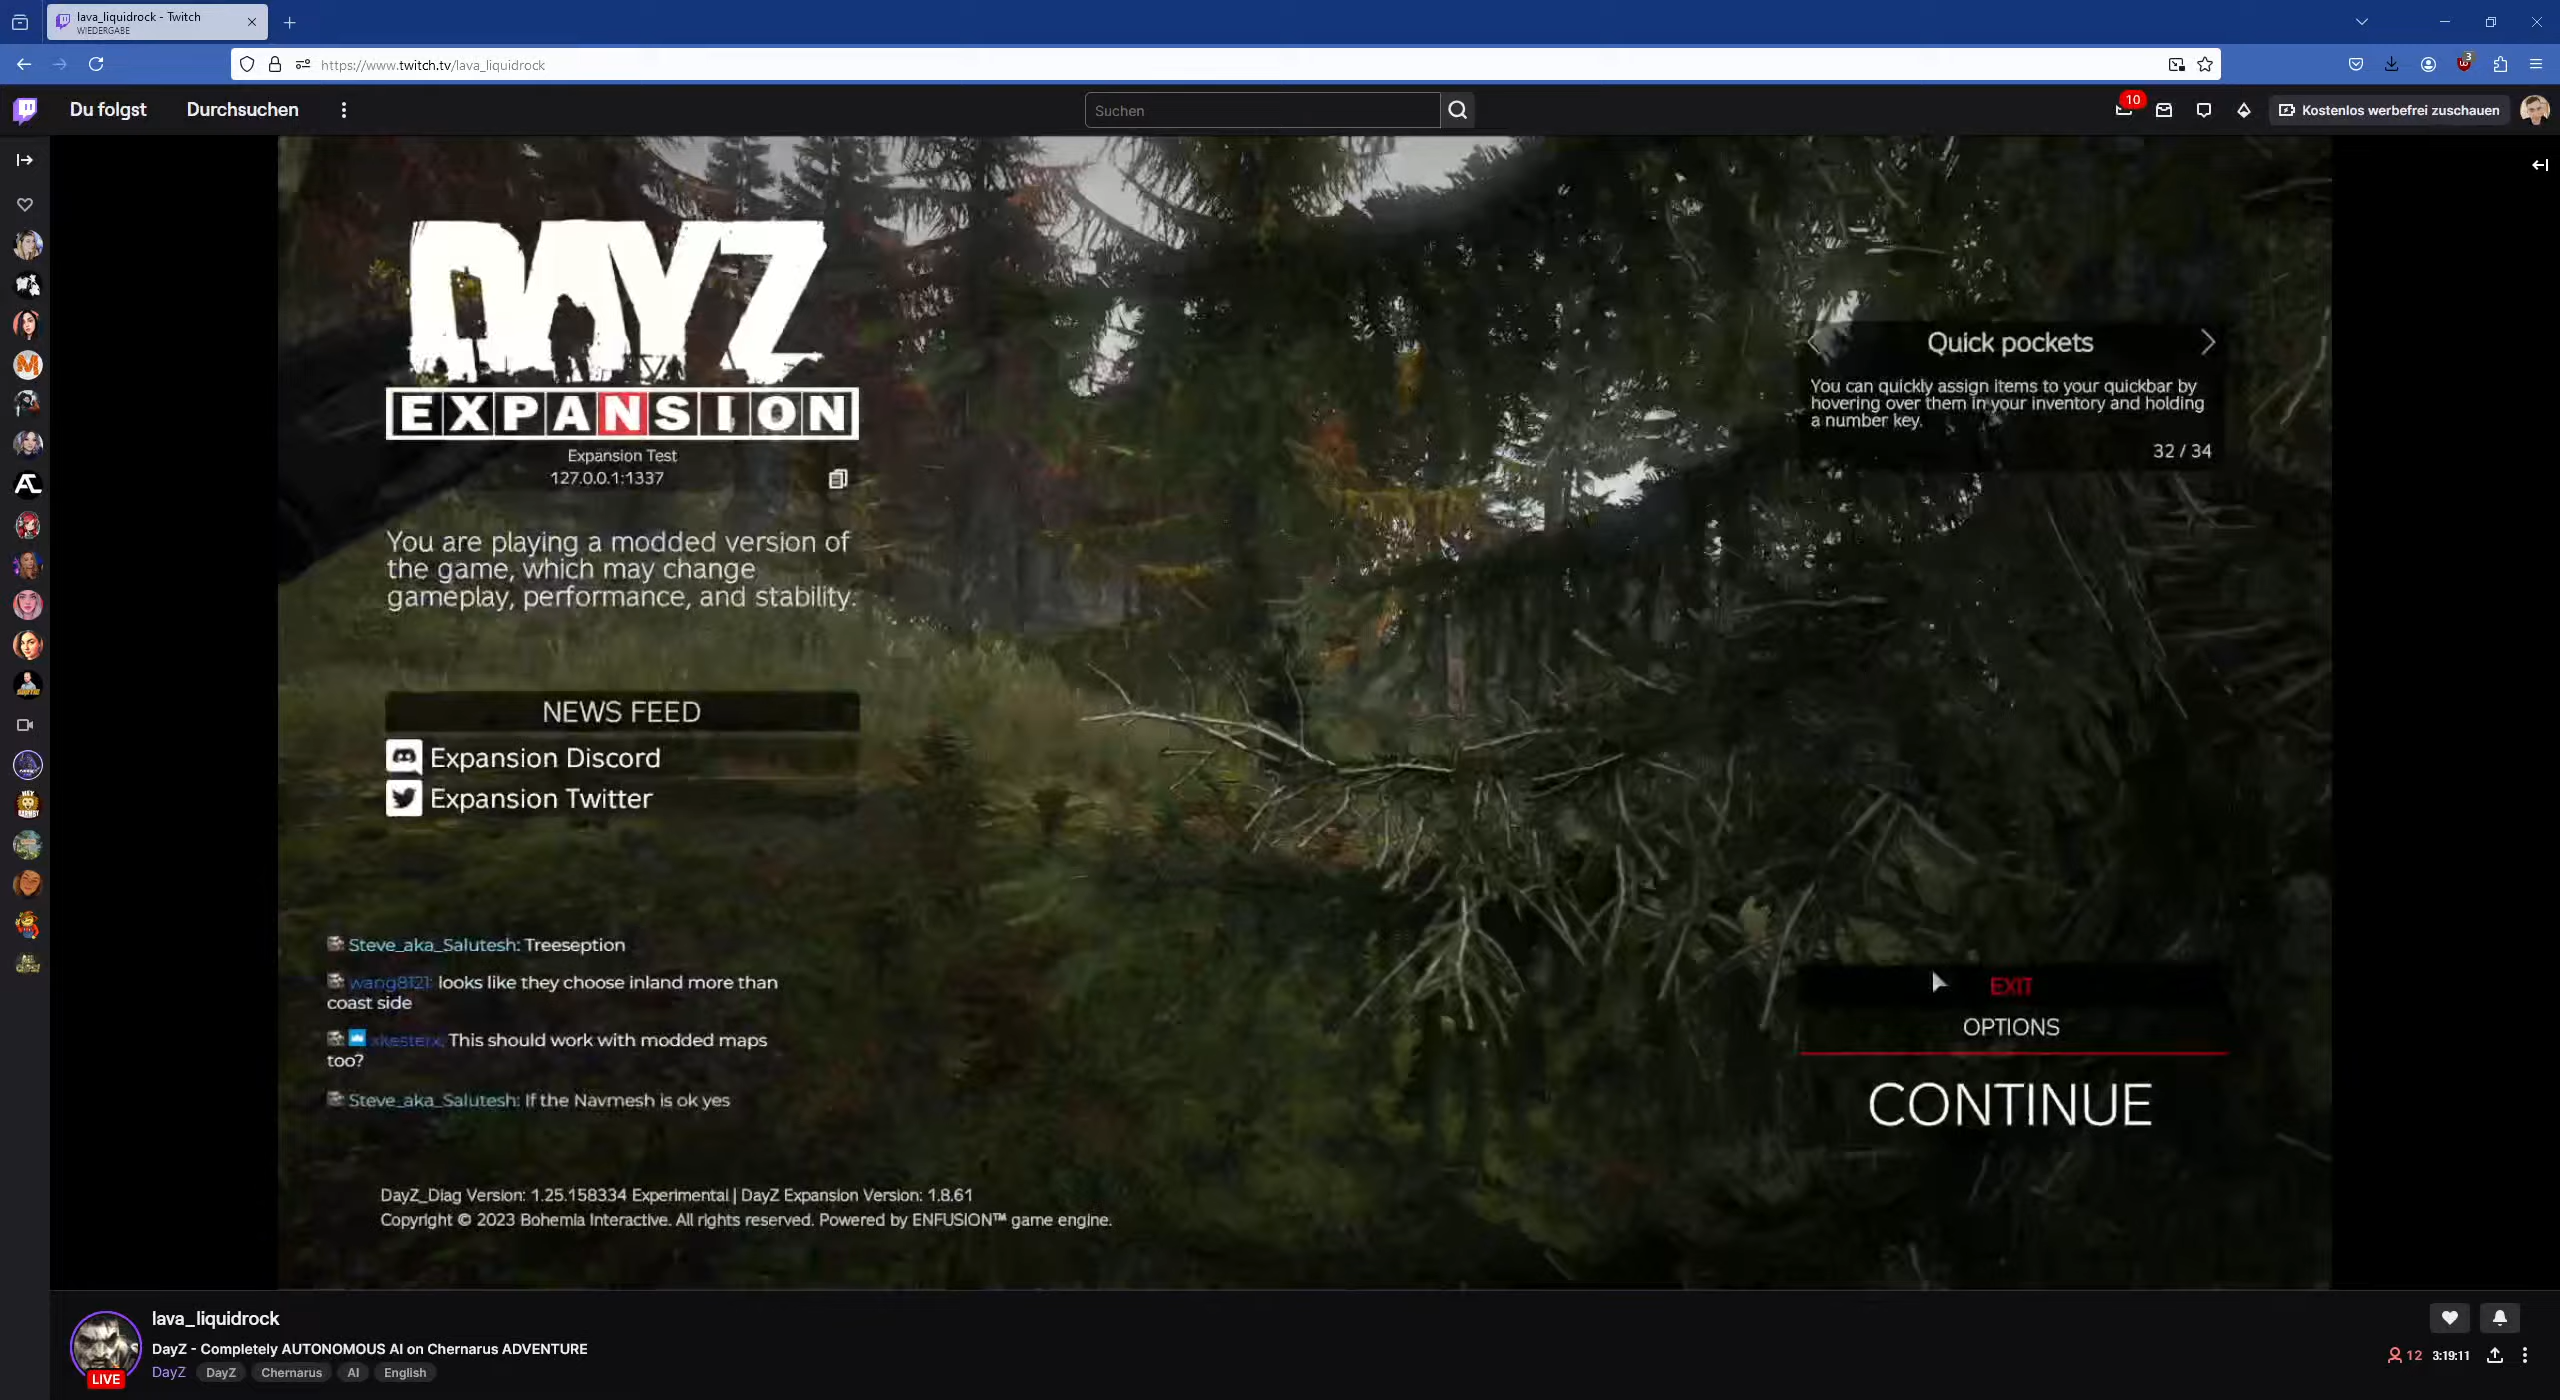 lava_liquidrock - Twitch
WIEDERGABE
https://www.twitch.tv/lava_liquidrock
3
Du folgst
Durchsuchen
Suchen
10
Kostenlos werbefrei zuschauen
DAYZ
EXPANSION
Expansion Test
127.0.0.1:1337
You are playing a modded version of
the game, which may change
gameplay, performance, and stability.
Quick pockets
You can quickly assign items to your quickbar by
hovering over them in your inventory and holding
a number key.
32 / 34
NEWS FEED
Expansion Discord
Expansion Twitter
Steve_aka_Salutesh: Treeseption
wang8121: looks like they choose inland more than
coast side
xkesterx: This should work with modded maps
too?
Steve_aka_Salutesh: If the Navmesh is ok yes
EXIT
OPTIONS
CONTINUE
DayZ_Diag Version: 1.25.158334 Experimental | DayZ Expansion Version: 1.8.61
Copyright © 2023 Bohemia Interactive. All rights reserved. Powered by ENFUSION™ game engine.
lava_liquidrock
DayZ - Completely AUTONOMOUS AI on Chernarus ADVENTURE
LIVE
DayZ
DayZ
Chernarus
AI
English
12
3:19:11